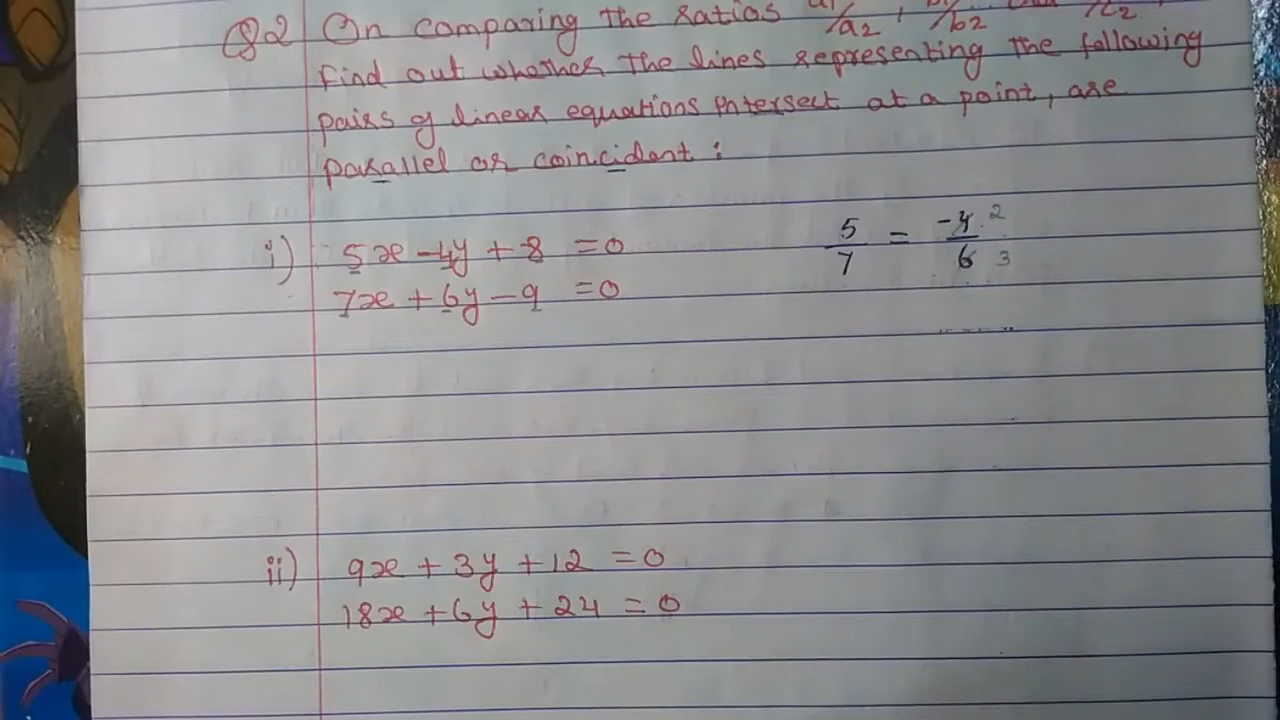 Q2 On comparing the ratios a1/a2, b1/b2 and /c2,
find out whether the lines representing the following
pairs of linear equations intersect at a point, are
parallel or coincident :
i) 5x - 4y + 8 = 0
7x + 6y - 9 = 0
5/7 = -4/6 2 3
ii) 9x + 3y + 12 = 0
18x + 6y + 24 = 0